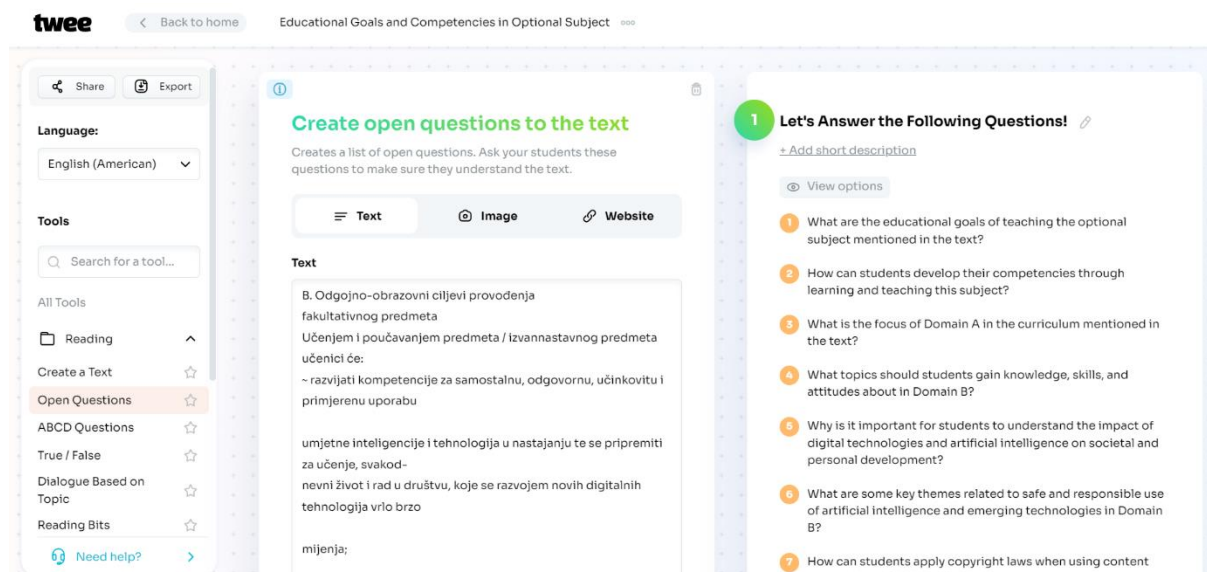 twee
Back to home
Educational Goals and Competencies in Optional Subject
Share
Export
Language:
English (American)
Tools
Search for a tool...
All Tools
Reading
Create a Text
Open Questions
ABCD Questions
True / False
Dialogue Based on
Topic
Reading Bits
Need help?
Create open questions to the text
Creates a list of open questions. Ask your students these
questions to make sure they understand the text.
Text
Image
Website
Text
B. Odgojno-obrazovni ciljevi provođenja
fakultativnog predmeta
Učenjem i poučavanjem predmeta / izvannastavnog predmeta
učenici će:
~ razvijati kompetencije za samostalnu, odgovornu, učinkovitu i
primjerenu uporabu
umjetne inteligencije i tehnologija u nastajanju te se pripremiti
za učenje, svakod-
nevni život i rad u društvu, koje se razvojem novih digitalnih
tehnologija vrlo brzo
mijenja;
1
Let's Answer the Following Questions!
+ Add short description
View options
1 What are the educational goals of teaching the optional
subject mentioned in the text?
2 How can students develop their competencies through
learning and teaching this subject?
3 What is the focus of Domain A in the curriculum mentioned in
the text?
4 What topics should students gain knowledge, skills, and
attitudes about in Domain B?
5 Why is it important for students to understand the impact of
digital technologies and artificial intelligence on societal and
personal development?
6 What are some key themes related to safe and responsible use
of artificial intelligence and emerging technologies in Domain
B?
7 How can students apply copyright laws when using content